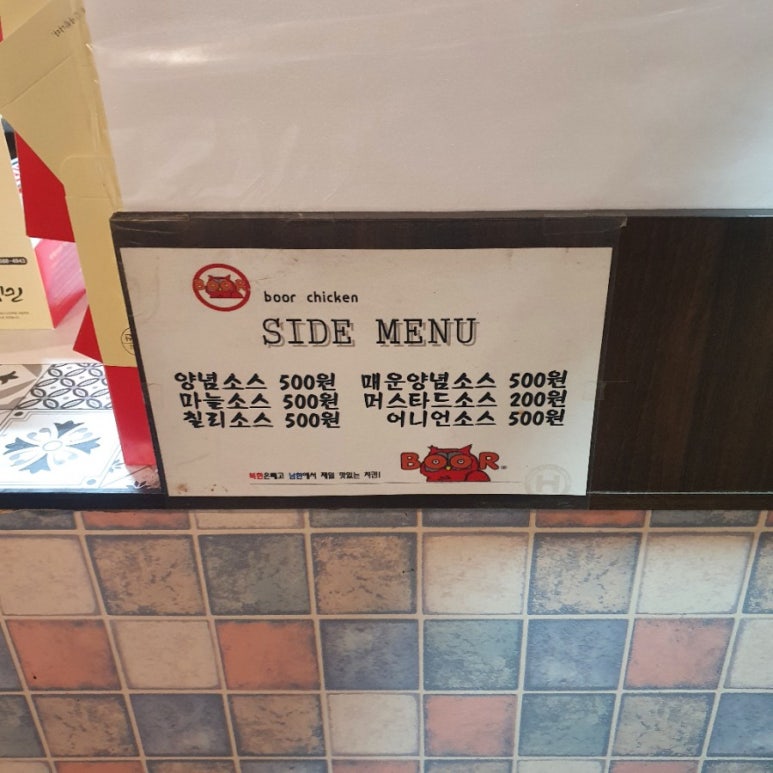 boor chicken
SIDE MENU
양념소스 500원 매운양념소스 500원
마늘소스 500원 머스타드소스 200원
칠리소스 500원 어니언소스 500원
BOOR
북한은빼고 남한에서 제일 맛있는 치킨!